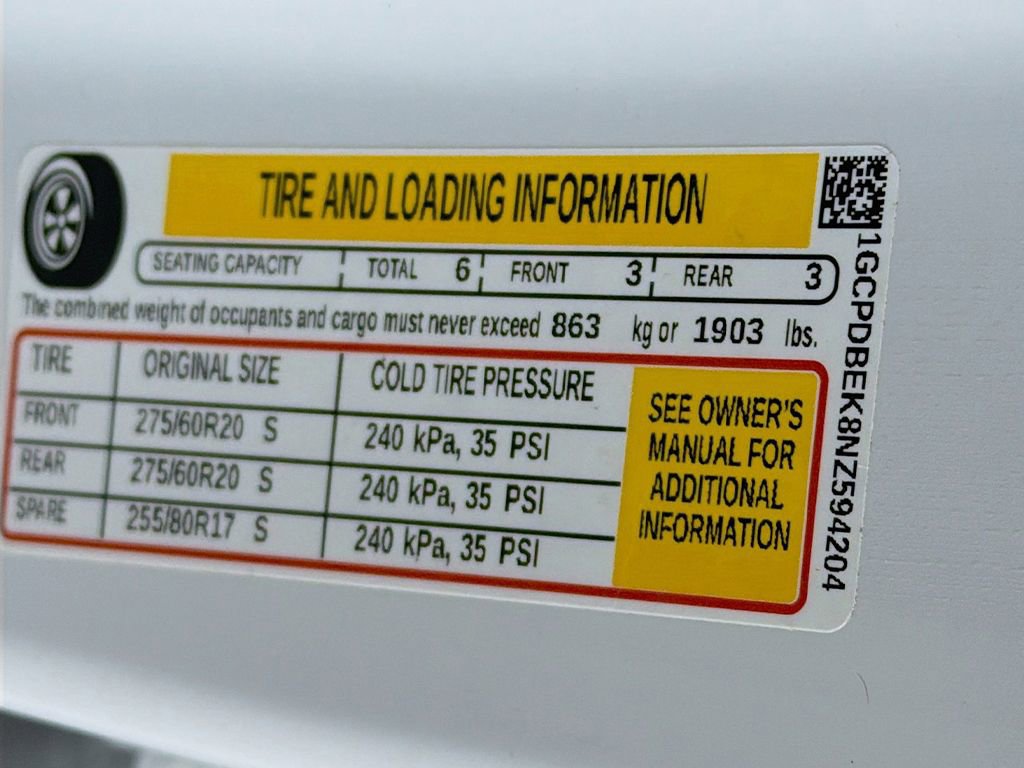 TIRE AND LOADING INFORMATION
SEATING CAPACITY TOTAL 6 FRONT 3 REAR 3
The combined weight of occupants and cargo must never exceed 863 kg or 1903 lbs.
TIRE ORIGINAL SIZE COLD TIRE PRESSURE
FRONT 275/60R20 S 240 kPa, 35 PSI
REAR 275/60R20 S 240 kPa, 35 PSI
SPARE 255/80R17 S 240 kPa, 35 PSI
SEE OWNER'S
MANUAL FOR
ADDITIONAL
INFORMATION
1GCPDBEK8NZ594204